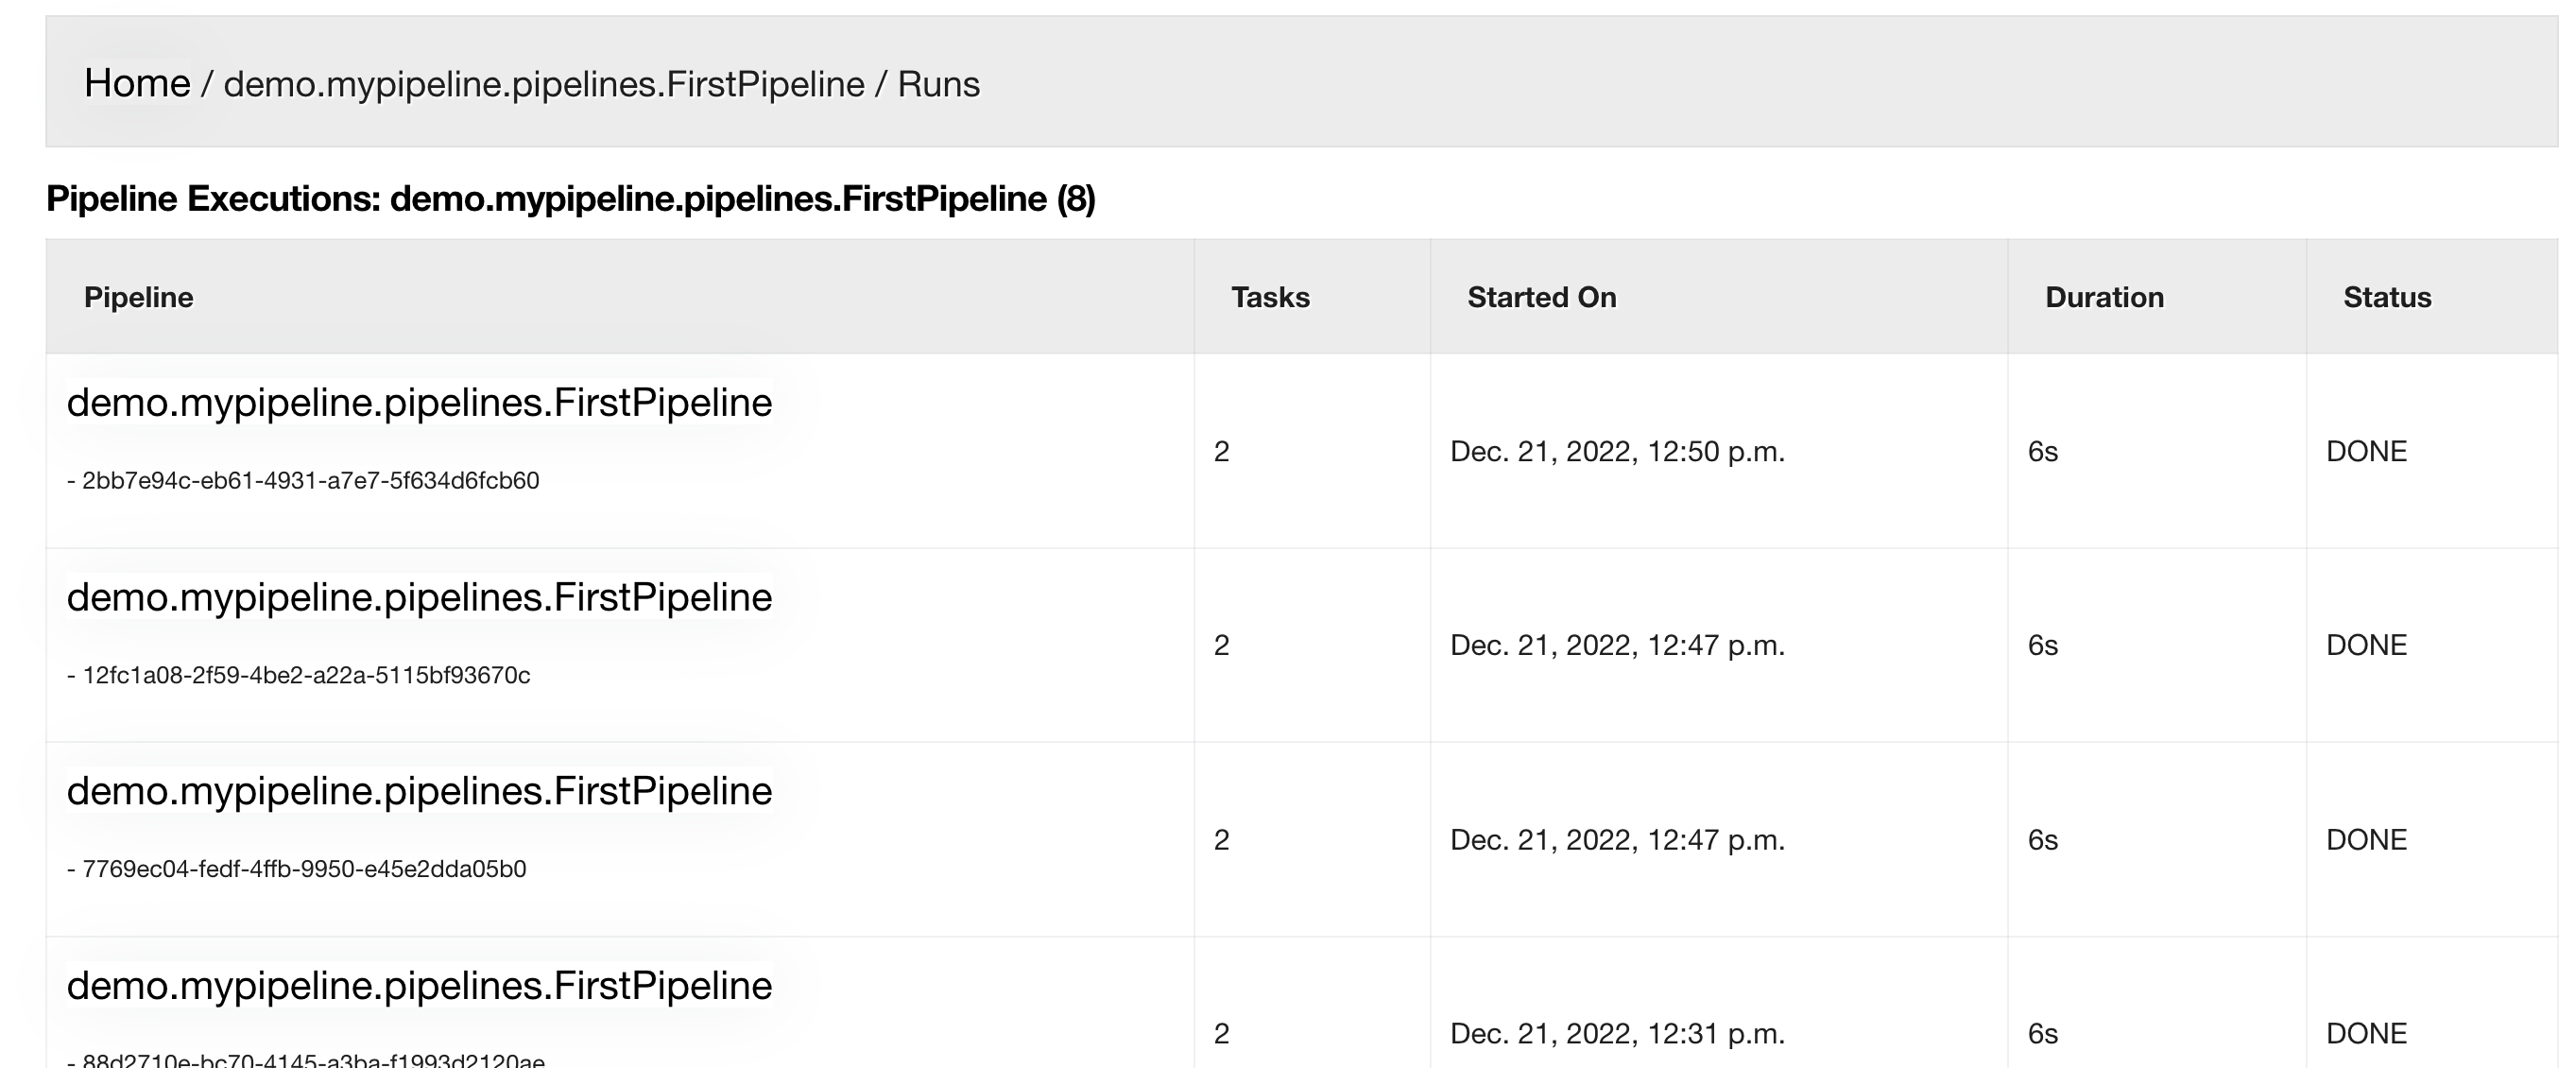 Home / demo.mypipeline.pipelines.FirstPipeline / Runs
Pipeline Executions: demo.mypipeline.pipelines.FirstPipeline (8)
Pipeline Tasks Started On Duration Status
demo.mypipeline.pipelines.FirstPipeline
2 Dec. 21, 2022, 12:50 p.m. 6s DONE
- 2bb7e94c-eb61-4931-a7e7-5f634d6fcb60
demo.mypipeline.pipelines.FirstPipeline
2 Dec. 21, 2022, 12:47 p.m. 6s DONE
- 12fc1a08-2f59-4be2-a22a-5115bf93670c
demo.mypipeline.pipelines.FirstPipeline
2 Dec. 21, 2022, 12:47 p.m. 6s DONE
- 7769ec04-fedf-4ffb-9950-e45e2dda05b0
demo.mypipeline.pipelines.FirstPipeline
2 Dec. 21, 2022, 12:31 p.m. 6s DONE
- 88d2710e-bc70-4145-a3ba-f1993d2120ae